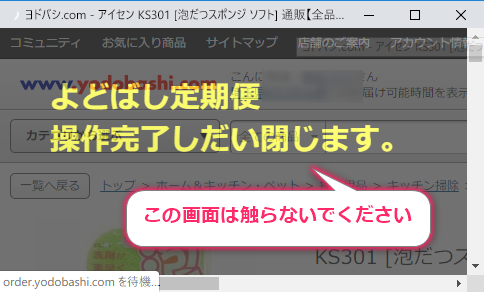 ヨドバシ.com - アイセン KS301 [泡だつスポンジ ソフト] 通販【全品...
コミュニティ お気に入り商品 サイトマップ 店舗のご案内 アカウント情報
www.yodobashi.com
こんに さん
届け可能時間を表示
よどばし定期便
操作完了しだい閉じます。
カテ
一覧へ戻る トップ > ホーム＆キッチン・ペット > 用品 > キッチン掃除
この画面は触らないでください
KS301 [泡だつス
order.yodobashi.com を待機...